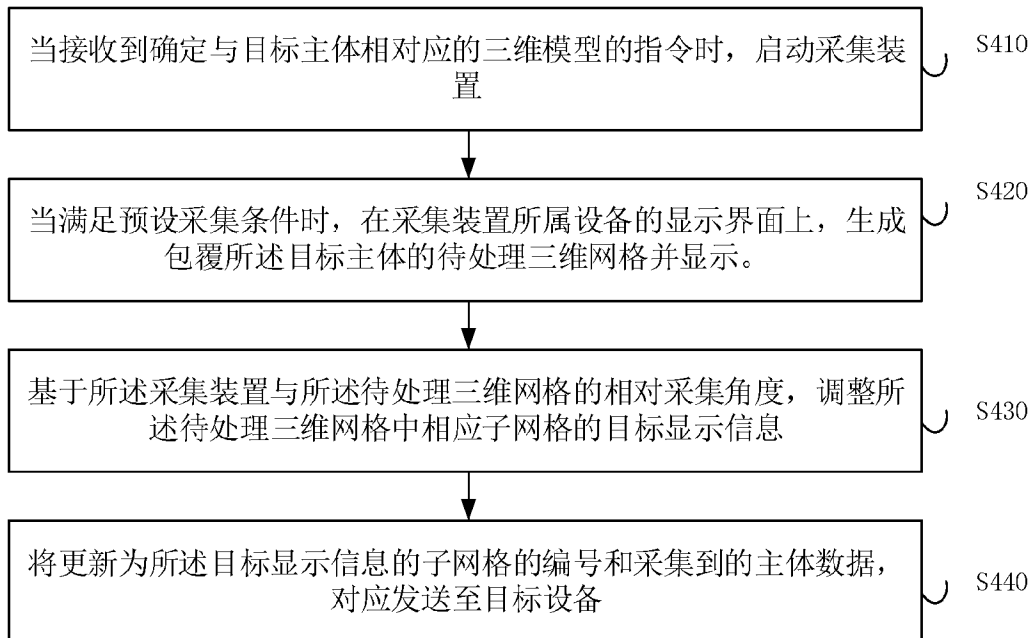 当接收到确定与目标主体相对应的三维模型的指令时，启动采集装
置
S410
当满足预设采集条件时，在采集装置所属设备的显示界面上，生成
包覆所述目标主体的待处理三维网格并显示。
S420
基于所述采集装置与所述待处理三维网格的相对采集角度，调整所
述待处理三维网格中相应子网格的目标显示信息
S430
将更新为所述目标显示信息的子网格的编号和采集到的主体数据，
对应发送至目标设备
S440